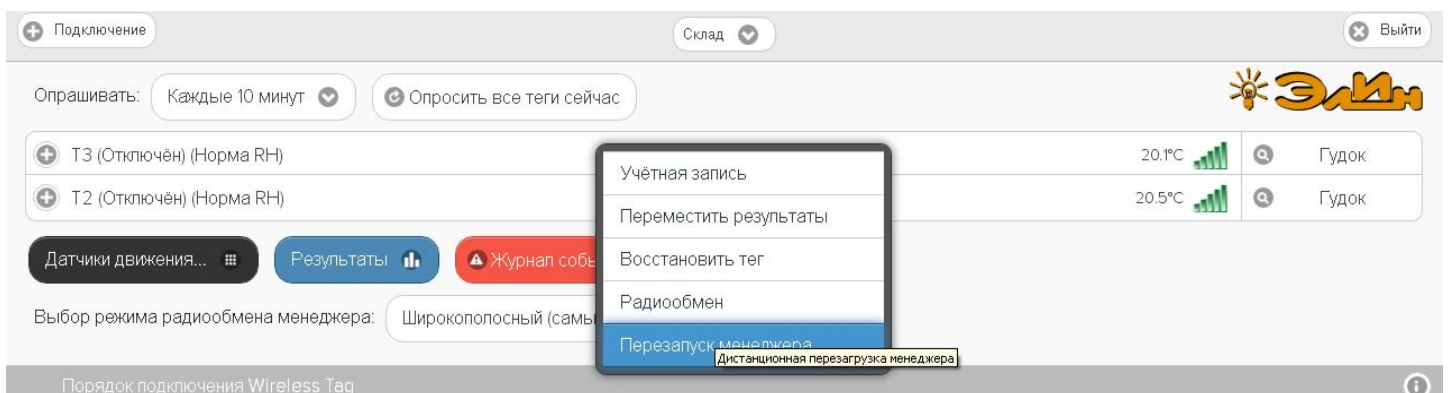 Подключение
Склад
Выйти
Опрашивать:
Каждые 10 минут
Опросить все теги сейчас
ЭлИн
Т3 (Отключён) (Норма RH)
20.1°C
Гудок
Т2 (Отключён) (Норма RH)
20.5°C
Гудок
Учётная запись
Переместить результаты
Восстановить тег
Радиообмен
Перезапуск менеджера
Дистанционная перезагрузка менеджера
Датчики движения...
Результаты
Журнал собы
Выбор режима радиообмена менеджера:
Широкополосный (самы
Порядок подключения Wireless Tag